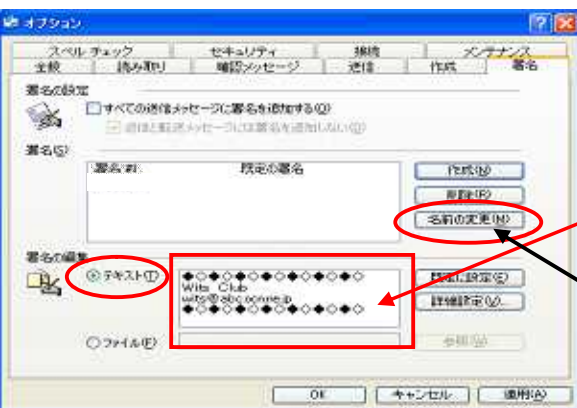 オプション
スペル チェック セキュリティ 接続 メンテナンス
全般 読み取り 確認メッセージ 送信 作成 署名
署名の設定
すべての送信メッセージに署名を追加する(O)
返信と転送メッセージには署名を追加しない(Q)
署名(S)
署名 既定の署名
作成(N)
削除(R)
名前の変更(M)
署名の編集
テキスト(T)
◆◇◆◇◆◇◆◇◆◇◆◇◆◇
Wits Club
wits@abc.ocnne.jp
◆◇◆◇◆◇◆◇◆◇◆◇◆◇
既定に設定(E)
詳細設定(V)...
ファイル(F)
参照(W)
OK キャンセル 適用(A)